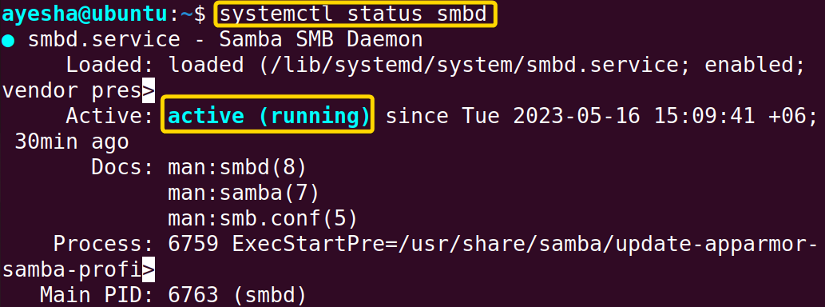 ayesha@ubuntu:~$ systemctl status smbd
● smbd.service - Samba SMB Daemon
Loaded: loaded (/lib/systemd/system/smbd.service; enabled;
vendor pres>
Active: active (running) since Tue 2023-05-16 15:09:41 +06;
30min ago
Docs: man:smbd(8)
man:samba(7)
man:smb.conf(5)
Process: 6759 ExecStartPre=/usr/share/samba/update-apparmor-
samba-profi>
Main PID: 6763 (smbd)